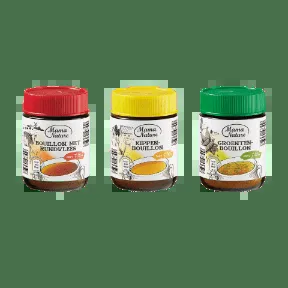 Mama
Nature
BOUILLON MET
RUNDVLEES
Mama
Nature
KIPPEN-
BOUILLON
Mama
Nature
GROENTEN-
BOUILLON